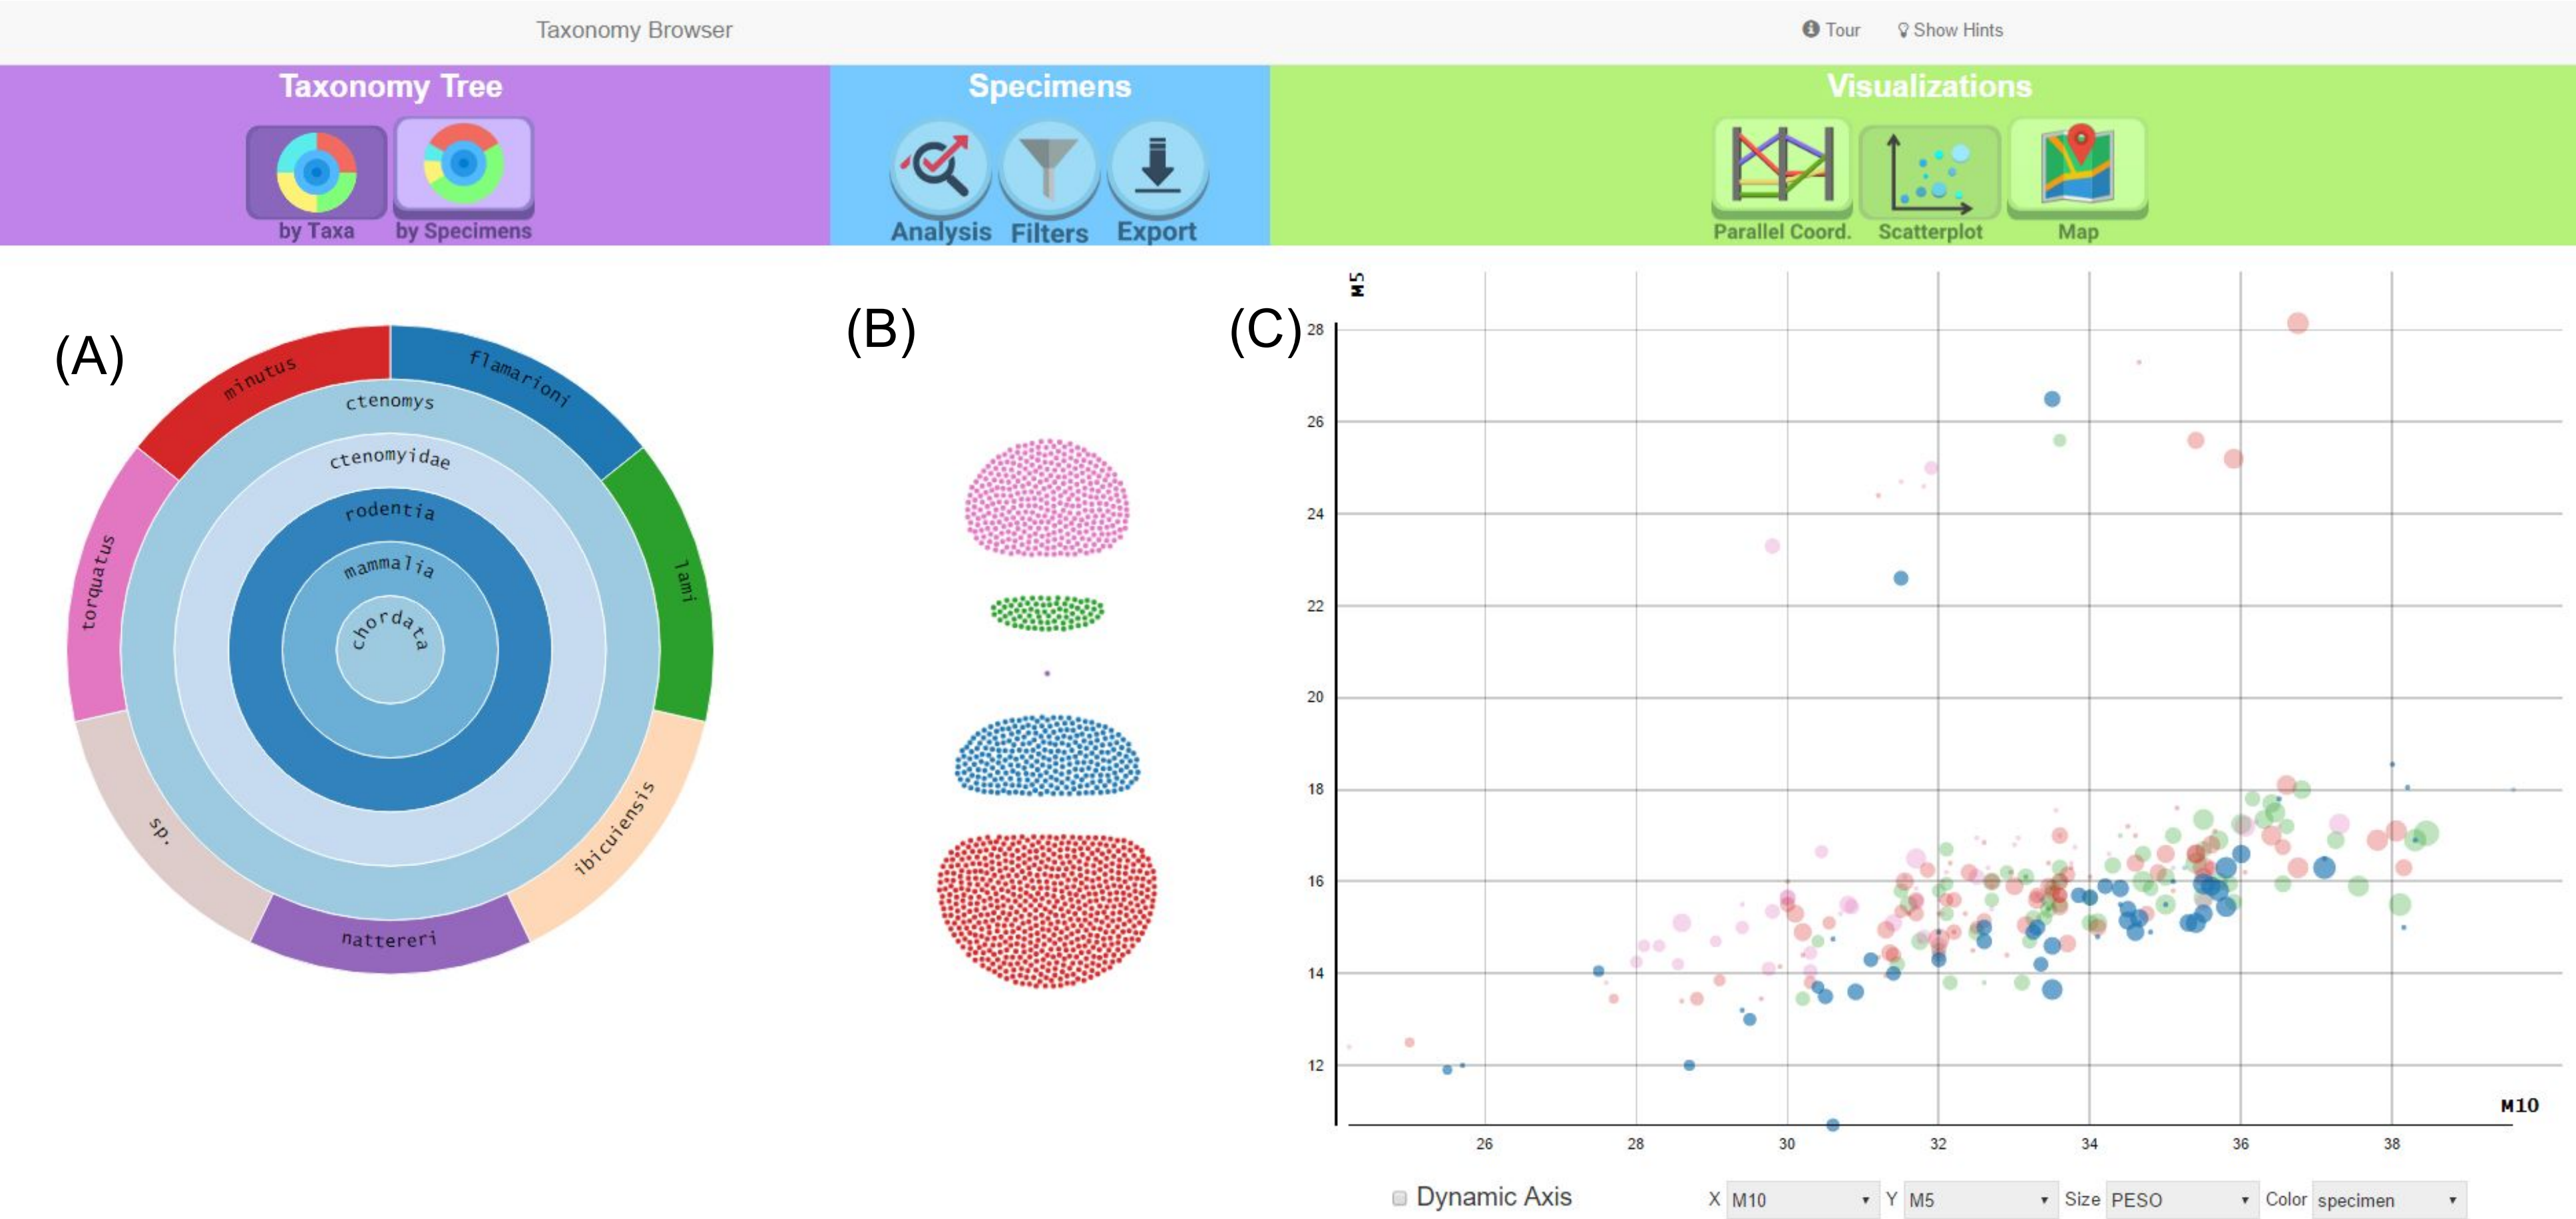 Taxonomy Browser
Tour
Show Hints
Taxonomy Tree
by Taxa
by Specimens
Specimens
Analysis
Filters
Export
Visualizations
Parallel Coord.
Scatterplot
Map
(A)
minutus
flamarioni
ctenomys
ctenomyidae
rodentia
mammalia
chordata
torquatus
lami
sp.
ibicuiensis
nattereri
(B)
(C)
M5
28
26
24
22
20
18
16
14
12
M10
26 28 30 32 34 36 38
Dynamic Axis X M10 Y M5 Size PESO Color specimen